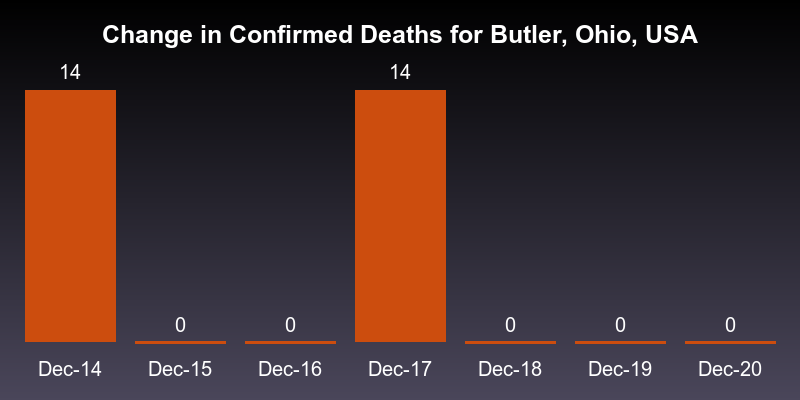 Change in Confirmed Deaths for Butler, Ohio, USA
14
14
0
0
0
0
0
Dec-14
Dec-15
Dec-16
Dec-17
Dec-18
Dec-19
Dec-20